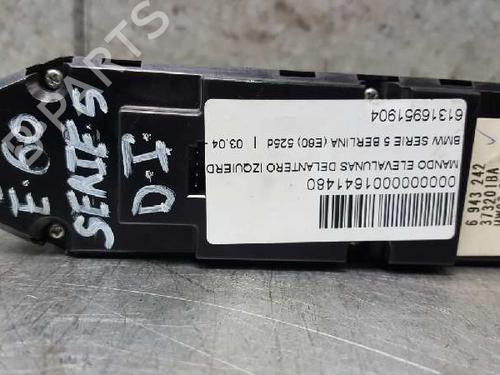 E 60
SERIE 5
D.I
0000000001641480
MANDO ELEVALUNAS DELANTERO IZQUIERD
BMW SERIE 5 BERLINA (E60) 525d | 03.04 -
61316951904
6 943 242
373201BA